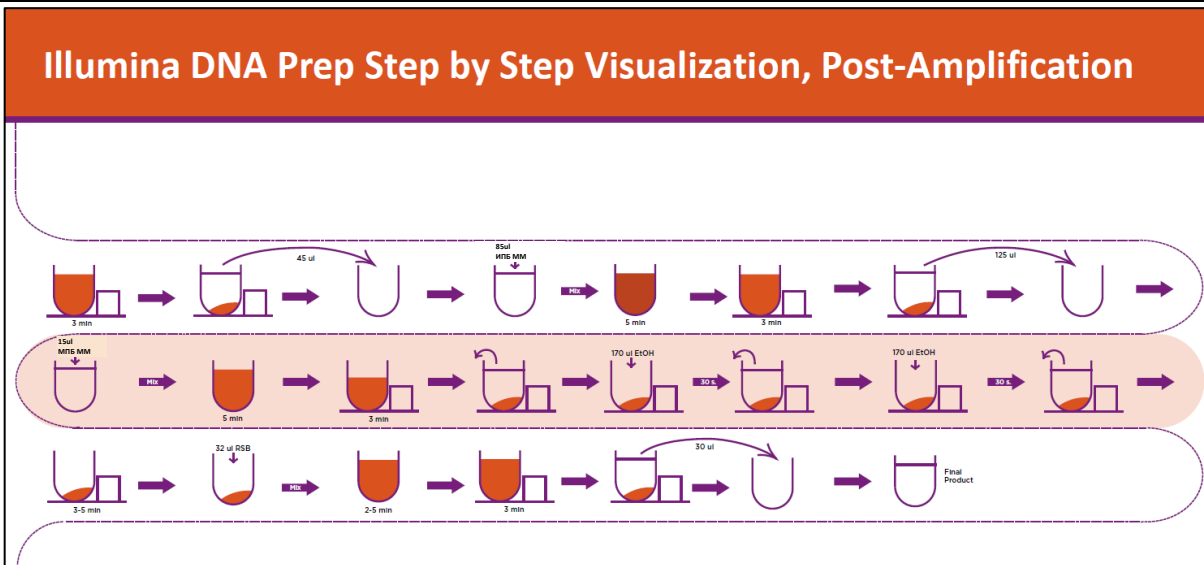 Illumina DNA Prep Step by Step Visualization, Post-Amplification
45 ul
85ul
ИПБ ММ
125 ul
Mix
3 min
5 min
3 min
15ul
МПБ ММ
170 ul EtOH
170 ul EtOH
Mix
30 s.
30 s.
5 min
3 min
32 ul RSB
30 ul
Mix
Final
Product
3-5 min
2-5 min
3 min